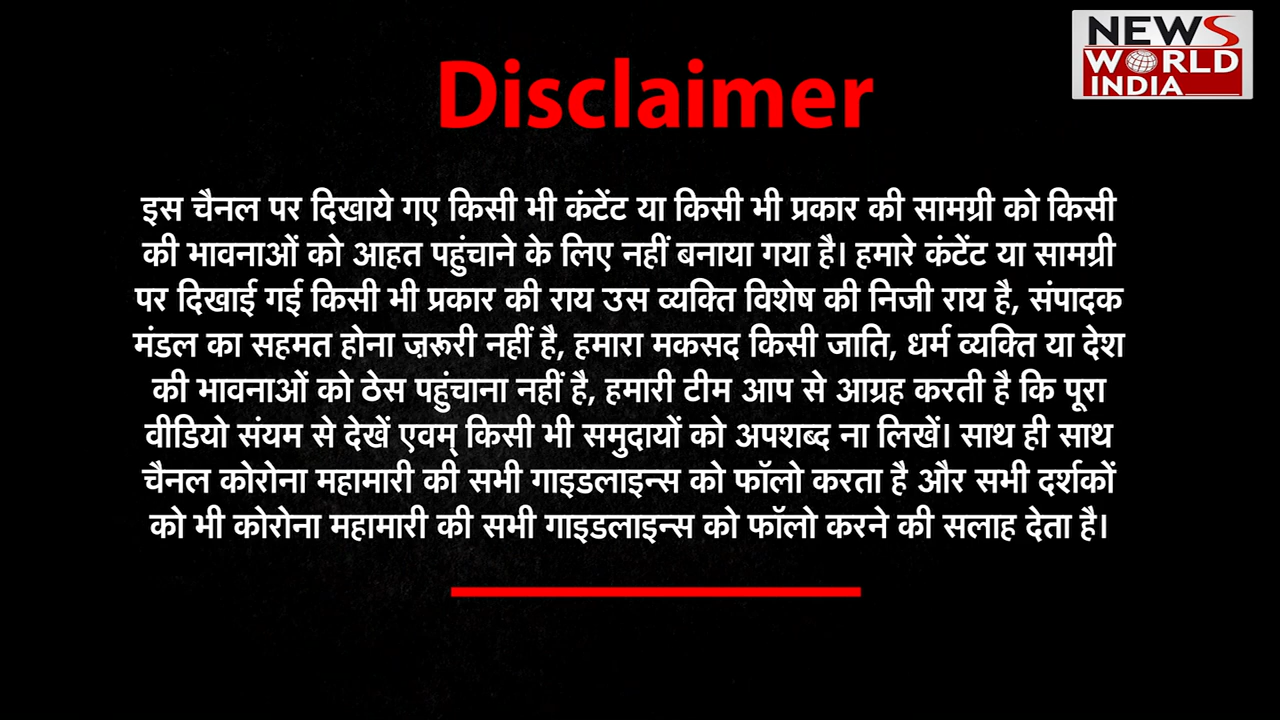 NEWS
WORLD
INDIA
Disclaimer
इस चैनल पर दिखाये गए किसी भी कंटेंट या किसी भी प्रकार की सामग्री को किसी
की भावनाओं को आहत पहुंचाने के लिए नहीं बनाया गया है। हमारे कंटेंट या सामग्री
पर दिखाई गई किसी भी प्रकार की राय उस व्यक्ति विशेष की निजी राय है, संपादक
मंडल का सहमत होना ज़रूरी नहीं है, हमारा मकसद किसी जाति, धर्म व्यक्ति या देश
की भावनाओं को ठेस पहुंचाना नहीं है, हमारी टीम आप से आग्रह करती है कि पूरा
वीडियो संयम से देखें एवम् किसी भी समुदायों को अपशब्द ना लिखें। साथ ही साथ
चैनल कोरोना महामारी की सभी गाइडलाइन्स को फॉलो करता है और सभी दर्शकों
को भी कोरोना महामारी की सभी गाइडलाइन्स को फॉलो करने की सलाह देता है।